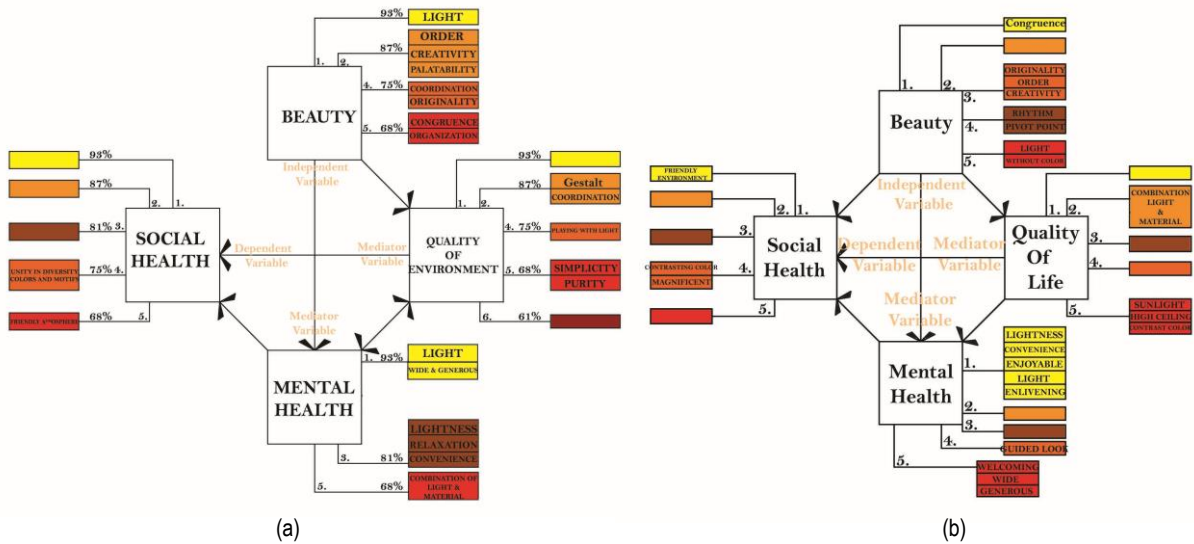 93%
LIGHT
1.
2.
87%
ORDER
CREATIVITY
PALATABILITY
4. 75%
COORDINATION
ORIGINALITY
5. 68%
CONGRUENCE
ORGANIZATION
BEAUTY
Independent
Variable
93%
87%
2.
1.
81%
3.
UNITY IN DIVERSITY
COLORS AND MOTIFS
75%
4.
FRIENDLY ATMOSPHERE
68%
5.
SOCIAL
HEALTH
Dependent
Variable
Mediator
Variable
93%
1.
2.
87%
Gestalt
COORDINATION
4. 75%
PLAYING WITH LIGHT
5. 68%
SIMPLICITY
PURITY
6. 61%
QUALITY
OF
ENVIRONMENT
Mediator
Variable
MENTAL
HEALTH
1. 93%
LIGHT
WIDE & GENEROUS
3. 81%
LIGHTNESS
RELAXATION
CONVENIENCE
5. 68%
COMBINATION OF
LIGHT &
MATERIAL
(a)
Congruence
1.
2.
3.
ORIGINALITY
ORDER
CREATIVITY
4.
RHYTHM
PIVOT POINT
5.
LIGHT
WITHOUT COLOR
Beauty
Independent
Variable
FRIENDLY
ENVIRONMENT
2.
1.
3.
CONTRASTING COLOR
MAGNIFICENT
4.
5.
Social
Health
Dependent
Variable
Mediator
Variable
1.
2.
COMBINATION
LIGHT
&
MATERIAL
3.
4.
5.
SUNLIGHT
HIGH CEILING
CONTRAST COLOR
Quality
Of
Life
Mediator
Variable
Mental
Health
1.
LIGHTNESS
CONVENIENCE
ENJOYABLE
LIGHT
ENLIVENING
2.
3.
4.
GUIDED LOOK
5.
WELCOMING
WIDE
GENEROUS
(b)